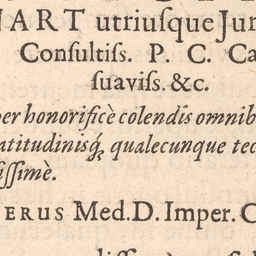 NART utriusque Jur
Consultiss. P. C. Ca
suaviss. &c.
per honorificè colendis omnib
atitudinisq́; qualecunque tec
issimè.
ERUS Med. D. Imper. C